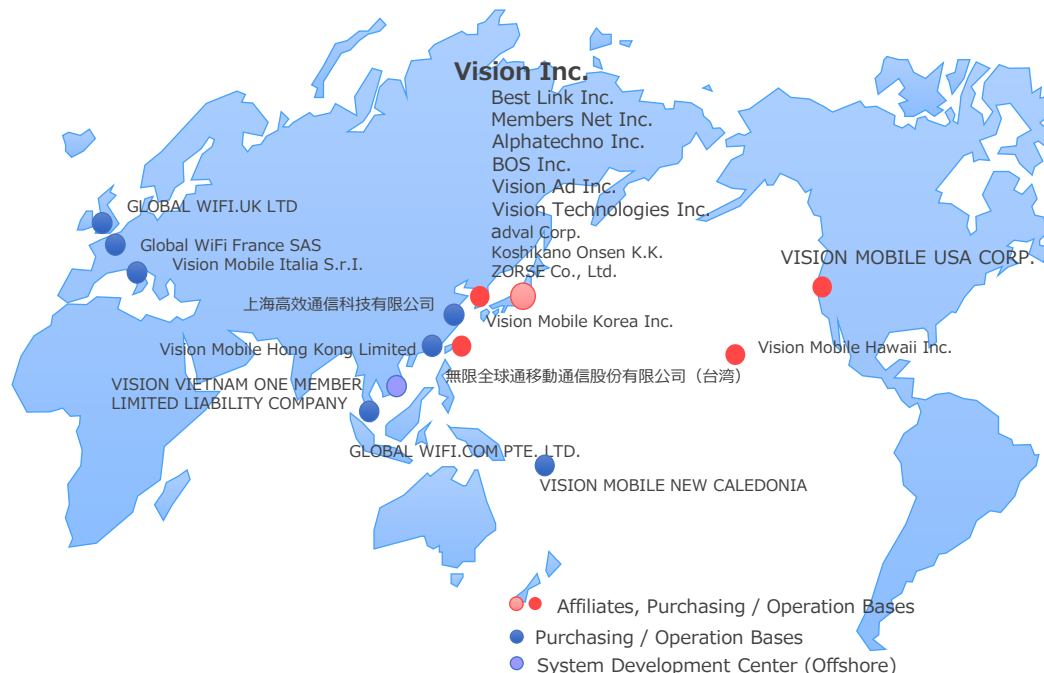 Vision Inc.
Best Link Inc.
Members Net Inc.
Alphatechno Inc.
BOS Inc.
Vision Ad Inc.
Vision Technologies Inc.
adval Corp.
Koshikano Onsen K.K.
ZORSE Co., Ltd.
GLOBAL WIFI.UK LTD
Global WiFi France SAS
Vision Mobile Italia S.r.I.
VISION MOBILE USA CORP.
上海高效通信科技有限公司
Vision Mobile Korea Inc.
Vision Mobile Hong Kong Limited
Vision Mobile Hawaii Inc.
無限全球通移動通信股份有限公司（台湾）
VISION VIETNAM ONE MEMBER
LIMITED LIABILITY COMPANY
GLOBAL WIFI.COM PTE. LTD.
VISION MOBILE NEW CALEDONIA
Affiliates, Purchasing / Operation Bases
Purchasing / Operation Bases
System Development Center (Offshore)